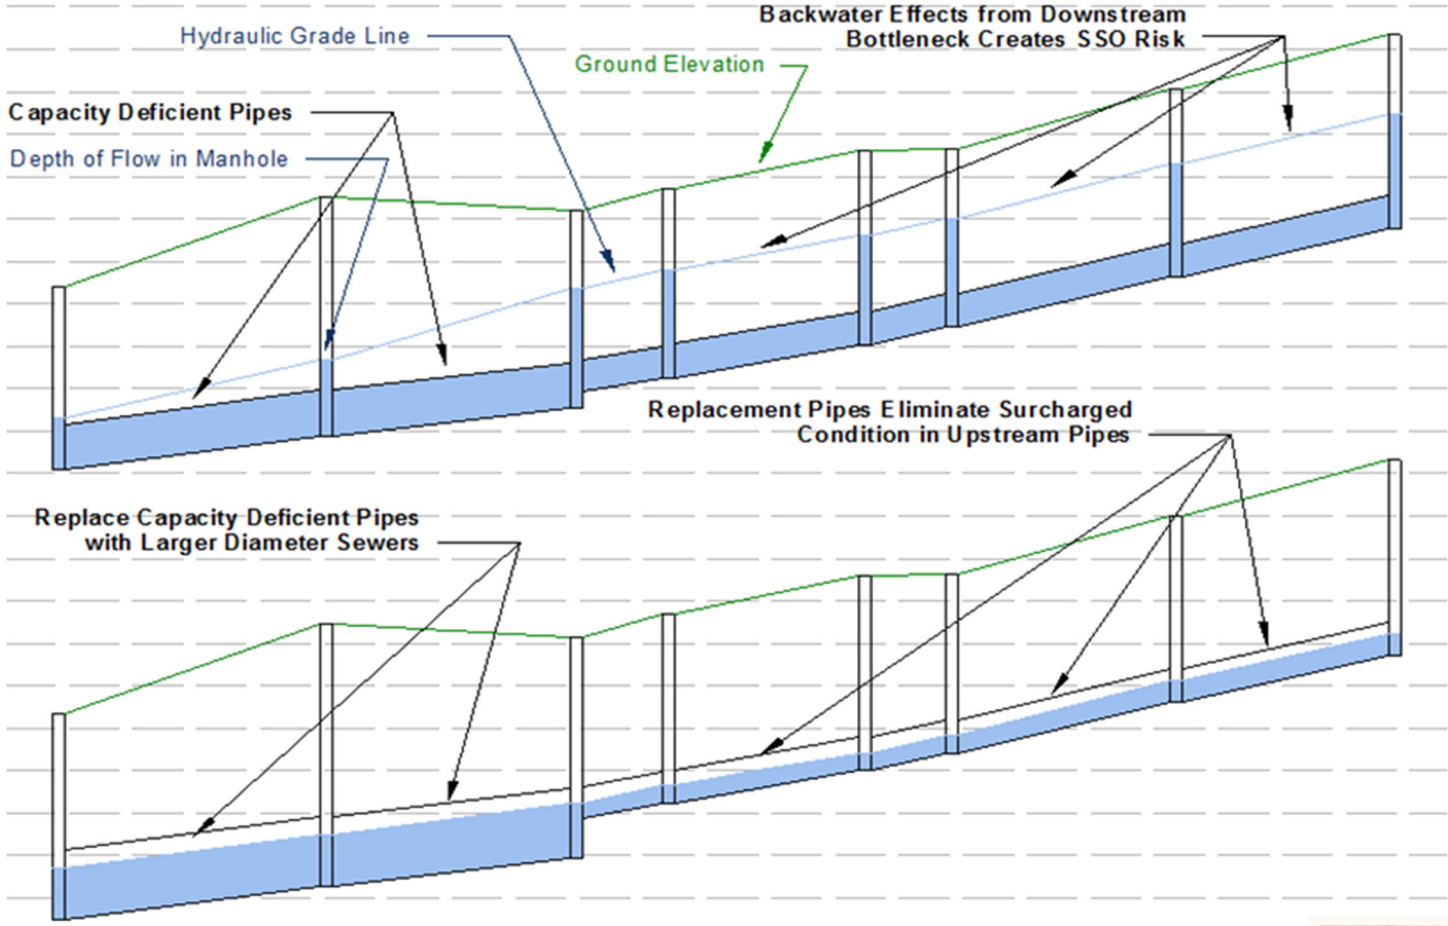 Backwater Effects from Downstream
Bottleneck Creates SSO Risk
Hydraulic Grade Line
Ground Elevation
Capacity Deficient Pipes
Depth of Flow in Manhole
Replacement Pipes Eliminate Surcharged
Condition in Upstream Pipes
Replace Capacity Deficient Pipes
with Larger Diameter Sewers